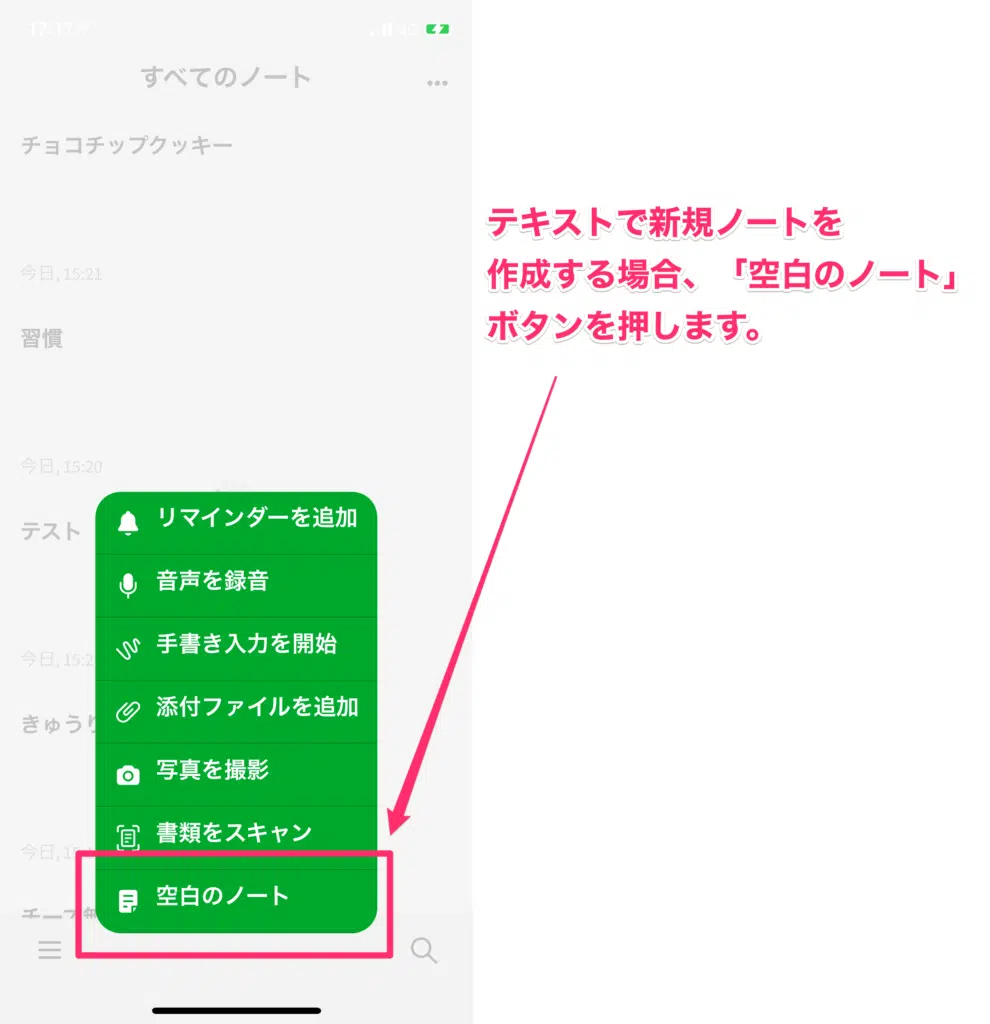 17:17
4G
すべてのノート
チョコチップクッキー
今日, 15:21
習慣
今日, 15:20
テスト
今日, 15:2
きゅうり
今日, 15:1
リマインダーを追加
音声を録音
手書き入力を開始
添付ファイルを追加
写真を撮影
書類をスキャン
空白のノート
テキストで新規ノートを
作成する場合、「空白のノート」
ボタンを押します。